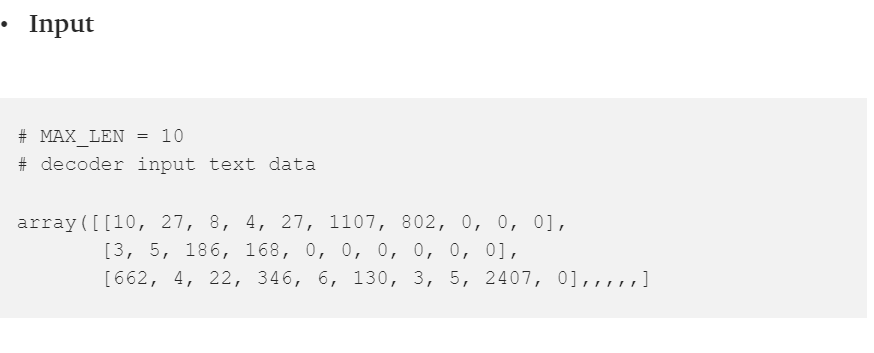 • Input
# MAX_LEN = 10
# decoder input text data
array([[10, 27, 8, 4, 27, 1107, 802, 0, 0, 0],
[3, 5, 186, 168, 0, 0, 0, 0, 0, 0],
[662, 4, 22, 346, 6, 130, 3, 5, 2407, 0],,,,,]